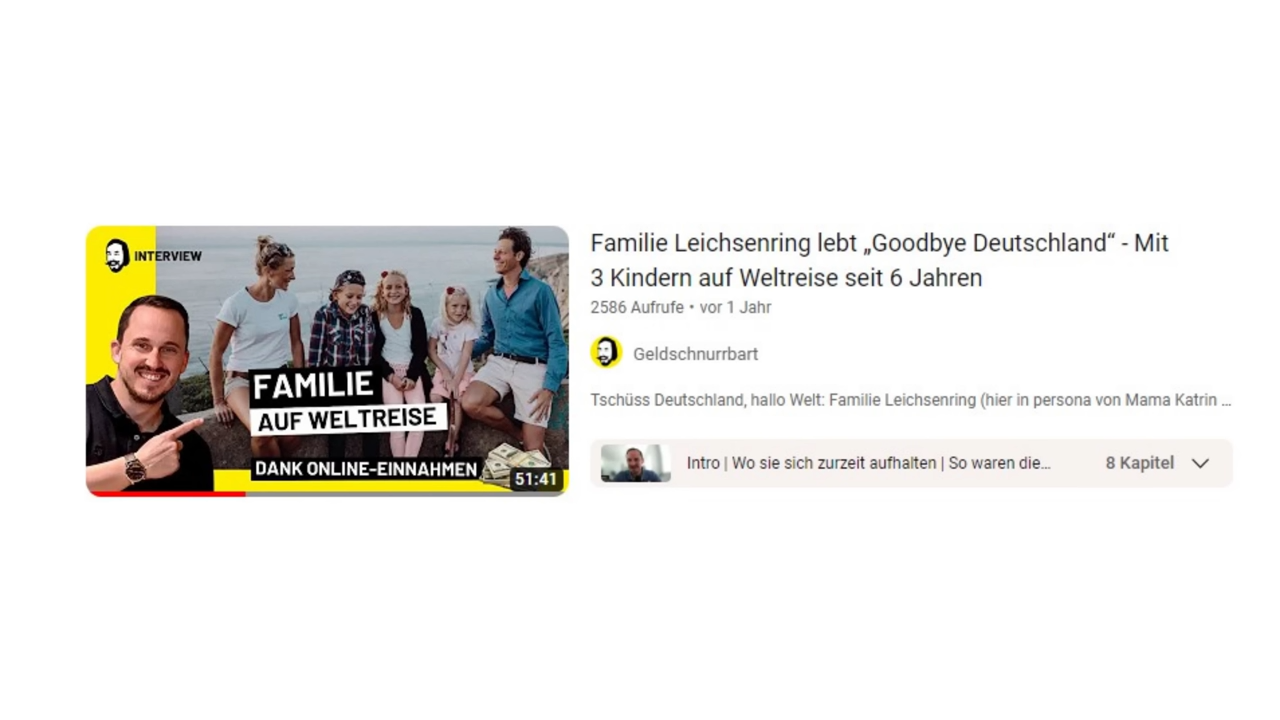 INTERVIEW
FAMILIE
AUF WELTREISE
DANK ONLINE-EINNAHMEN
51:41
Familie Leichsenring lebt „Goodbye Deutschland“ - Mit
3 Kindern auf Weltreise seit 6 Jahren
2586 Aufrufe • vor 1 Jahr
Geldschnurrbart
Tschüss Deutschland, hallo Welt: Familie Leichsenring (hier in persona von Mama Katrin ...
Intro | Wo sie sich zurzeit aufhalten | So waren die... 8 Kapitel